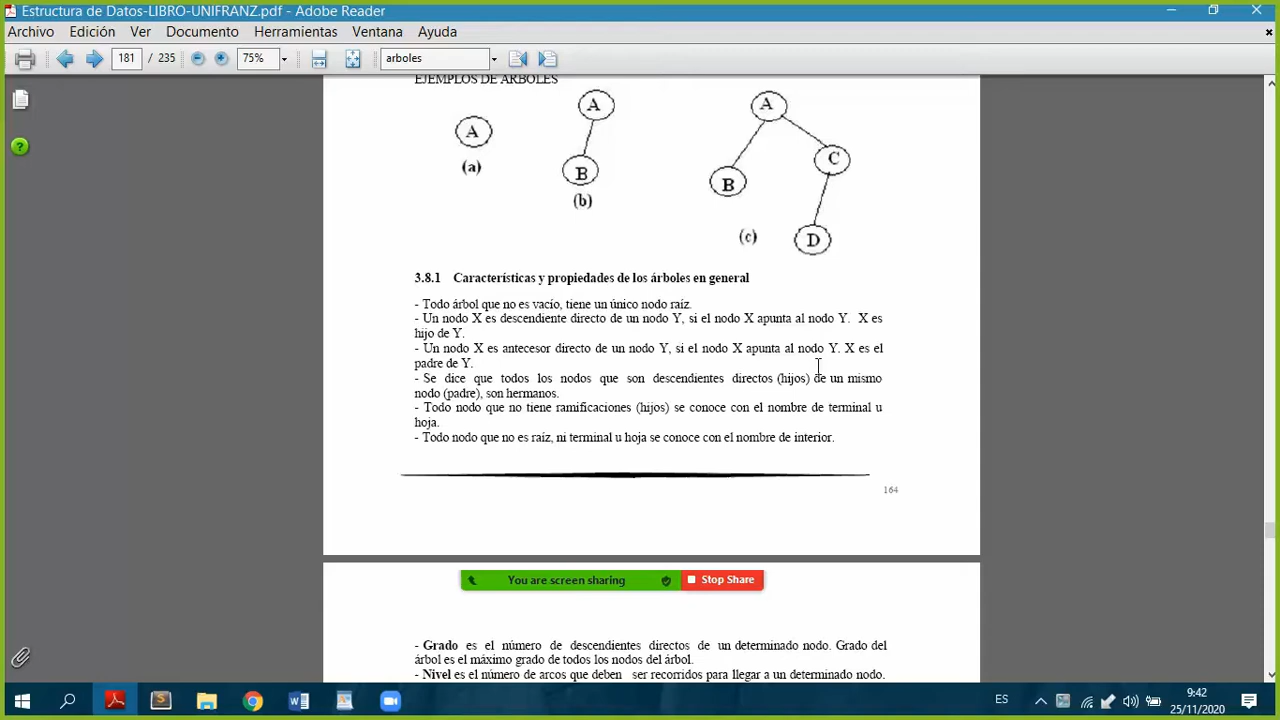 Estructura de Datos-LIBRO-UNIFRANZ.pdf - Adobe Reader
Archivo Edición Ver Documento Herramientas Ventana Ayuda
181 / 235 75% arboles
EJEMPLOS DE ARBOLES
A
(a)
A
B
(b)
A
B
C
D
(c)
3.8.1 Características y propiedades de los árboles en general
- Todo árbol que no es vacío, tiene un único nodo raíz.
- Un nodo X es descendiente directo de un nodo Y, si el nodo X apunta al nodo Y. X es
hijo de Y.
- Un nodo X es antecesor directo de un nodo Y, si el nodo X apunta al nodo Y. X es el
padre de Y.
- Se dice que todos los nodos que son descendientes directos (hijos) de un mismo
nodo (padre), son hermanos.
- Todo nodo que no tiene ramificaciones (hijos) se conoce con el nombre de terminal u
hoja.
- Todo nodo que no es raíz, ni terminal u hoja se conoce con el nombre de interior.
164
You are screen sharing Stop Share
- Grado es el número de descendientes directos de un determinado nodo. Grado del
árbol es el máximo grado de todos los nodos del árbol.
- Nivel es el número de arcos que deben ser recorridos para llegar a un determinado nodo.
ES
9:42
25/11/2020